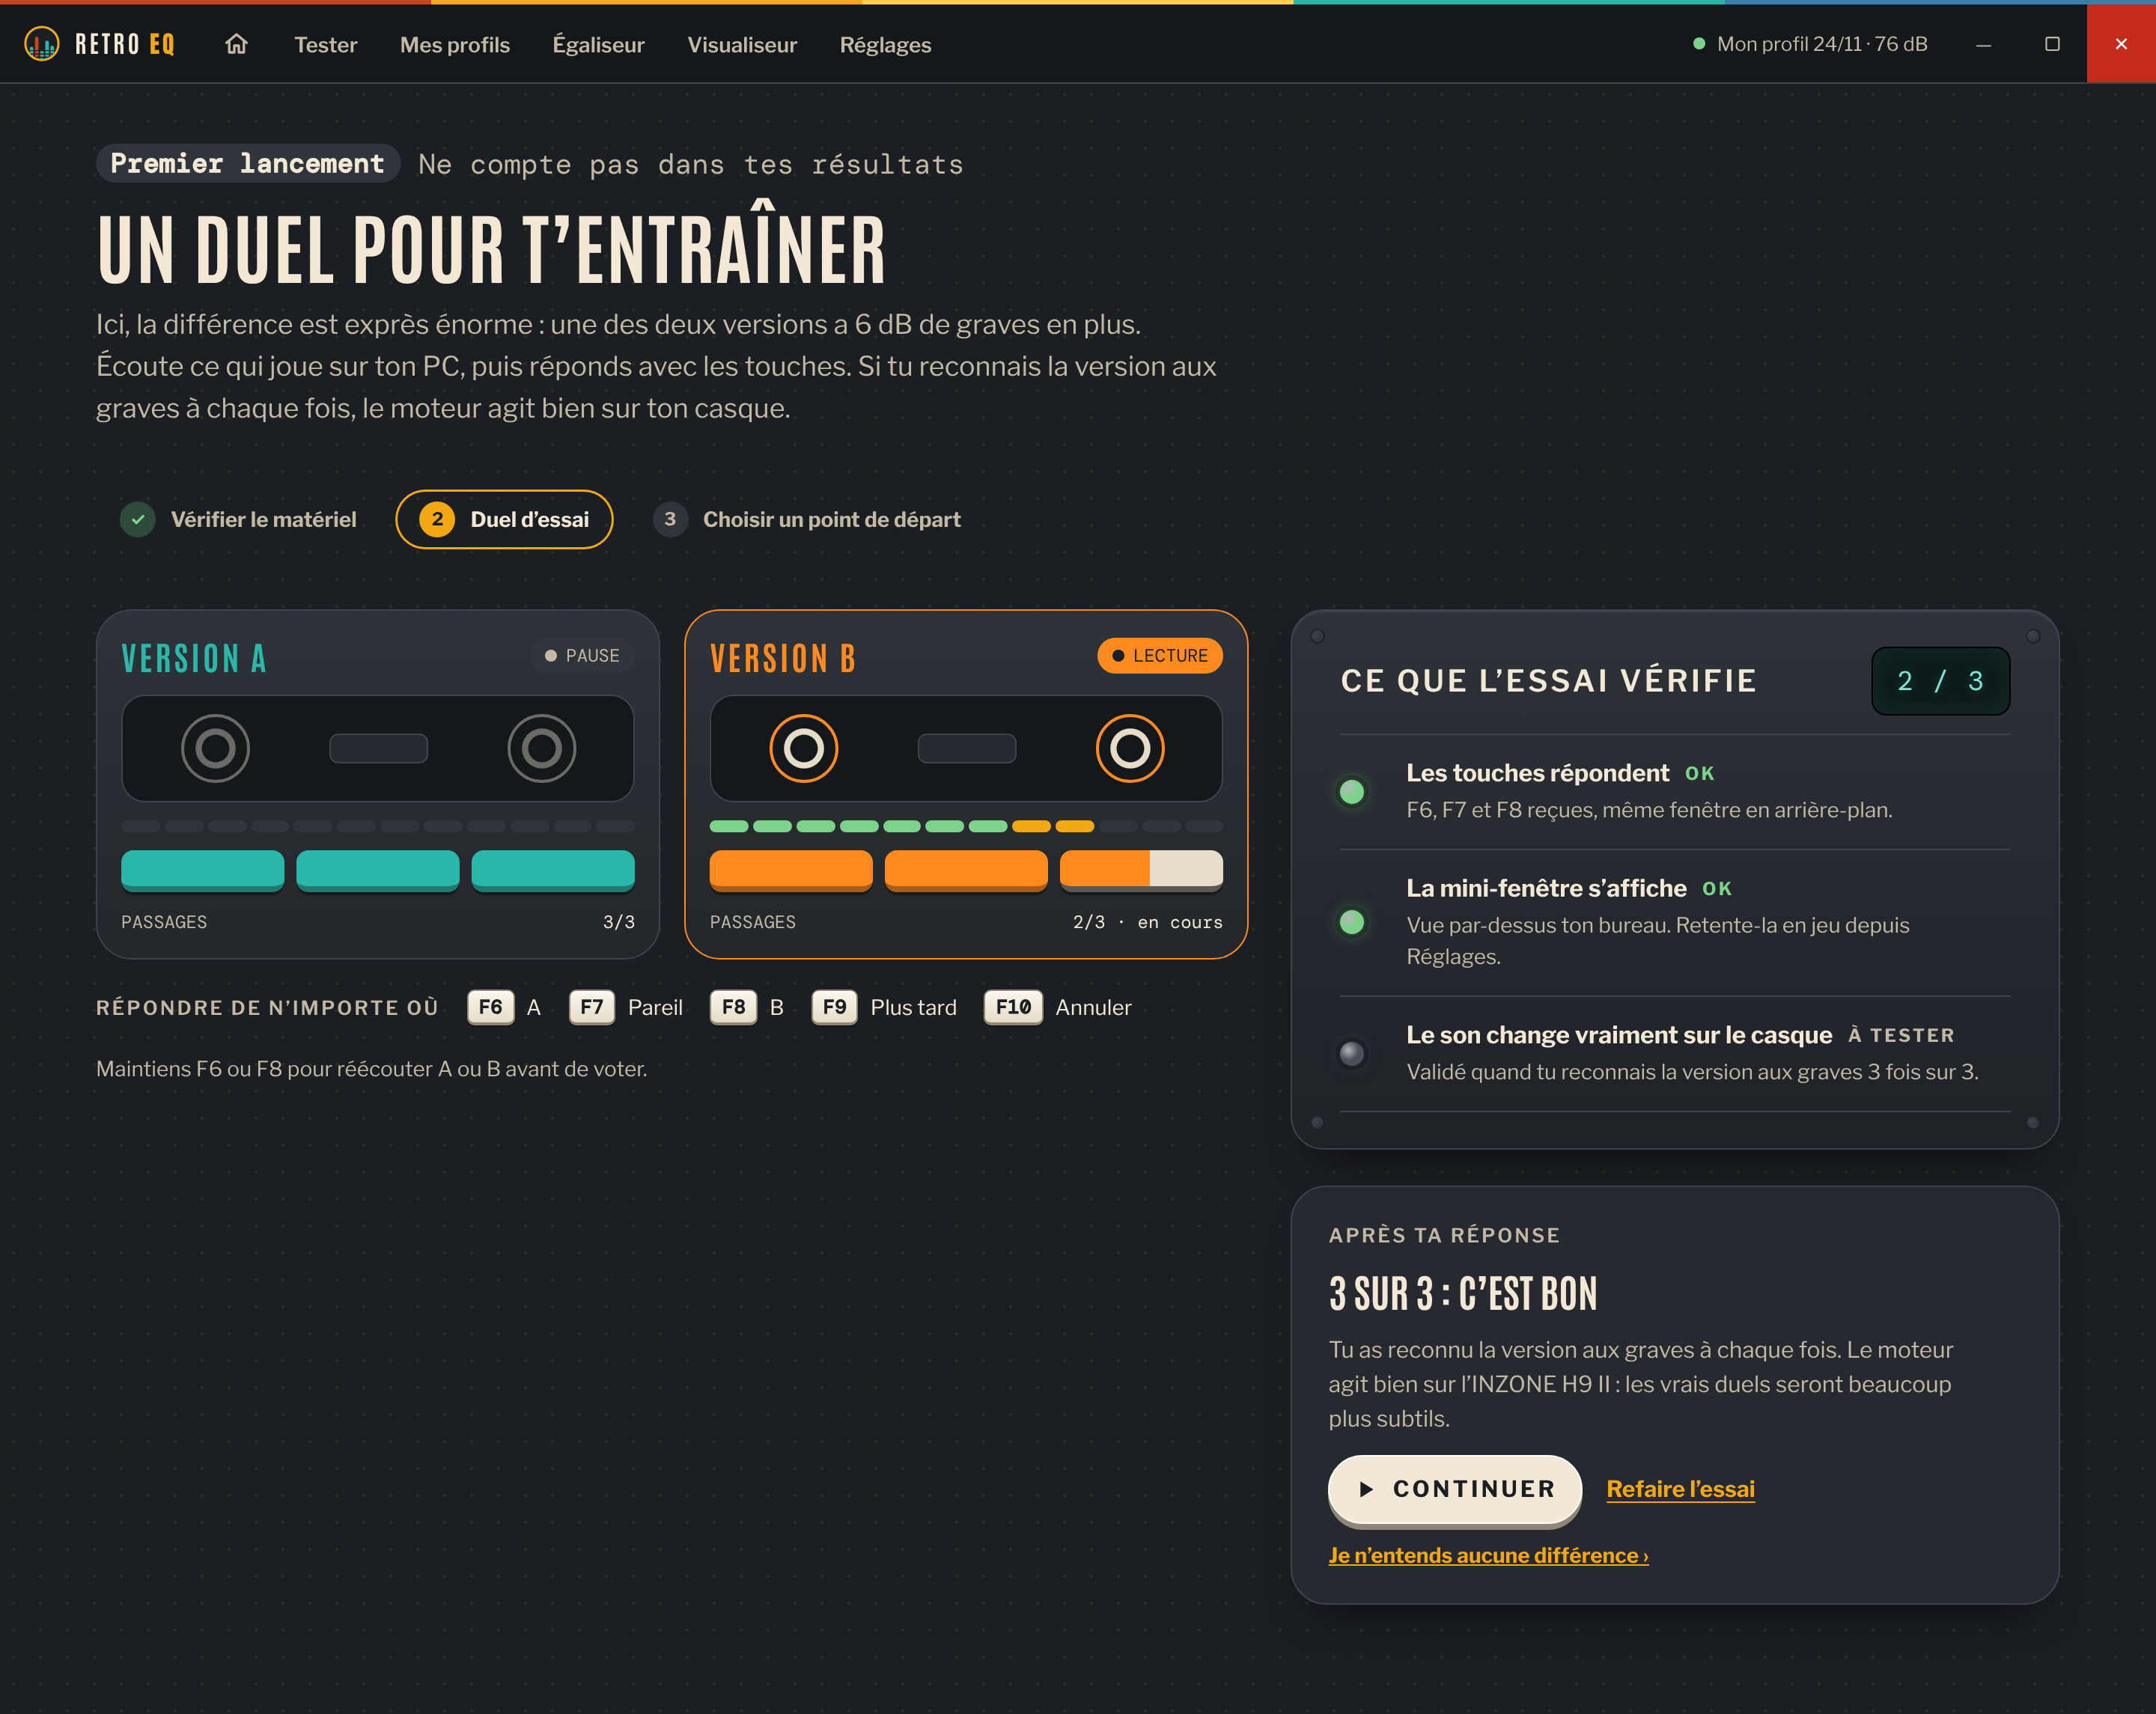 RETRO EQ
Tester
Mes profils
Égaliseur
Visualiseur
Réglages
Mon profil 24/11 · 76 dB
Premier lancement
Ne compte pas dans tes résultats
UN DUEL POUR T’ENTRAÎNER
Ici, la différence est exprès énorme : une des deux versions a 6 dB de graves en plus.
Écoute ce qui joue sur ton PC, puis réponds avec les touches. Si tu reconnais la version aux
graves à chaque fois, le moteur agit bien sur ton casque.
Vérifier le matériel
2 Duel d’essai
3 Choisir un point de départ
VERSION A
PAUSE
PASSAGES
3/3
VERSION B
LECTURE
PASSAGES
2/3 · en cours
RÉPONDRE DE N’IMPORTE OÙ
F6 A
F7 Pareil
F8 B
F9 Plus tard
F10 Annuler
Maintiens F6 ou F8 pour réécouter A ou B avant de voter.
CE QUE L’ESSAI VÉRIFIE
2 / 3
Les touches répondent OK
F6, F7 et F8 reçues, même fenêtre en arrière-plan.
La mini-fenêtre s’affiche OK
Vue par-dessus ton bureau. Retente-la en jeu depuis
Réglages.
Le son change vraiment sur le casque À TESTER
Validé quand tu reconnais la version aux graves 3 fois sur 3.
APRÈS TA RÉPONSE
3 SUR 3 : C’EST BON
Tu as reconnu la version aux graves à chaque fois. Le moteur
agit bien sur l’INZONE H9 II : les vrais duels seront beaucoup
plus subtils.
CONTINUER
Refaire l’essai
Je n’entends aucune différence ›